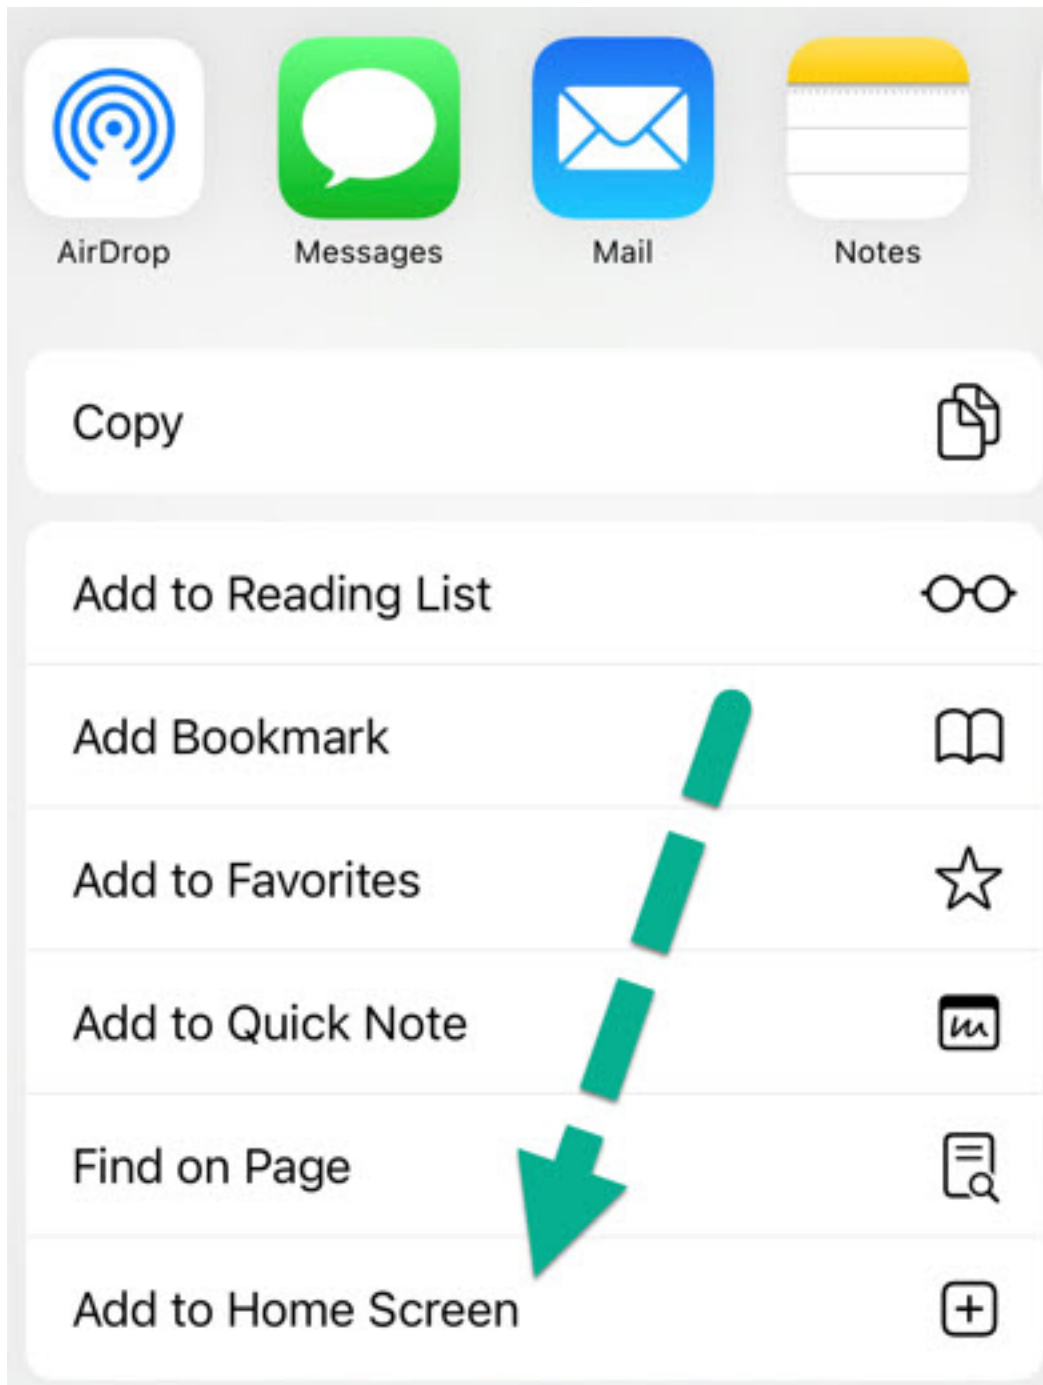 AirDrop
Messages
Mail
Notes
Copy
Add to Reading List
Add Bookmark
Add to Favorites
Add to Quick Note
Find on Page
Add to Home Screen